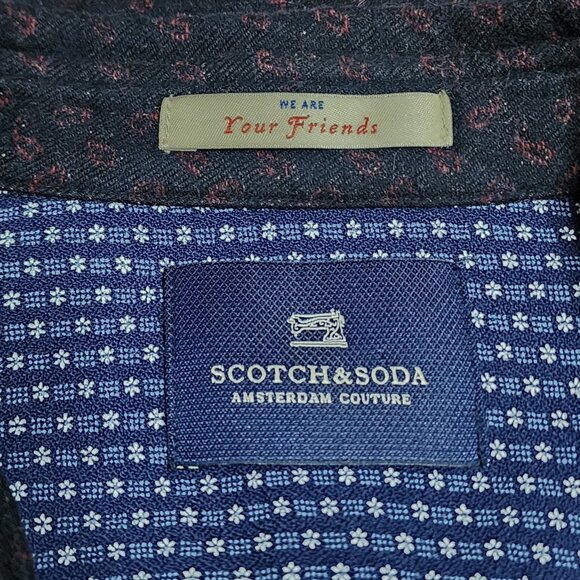 WE ARE
Your Friends
SCOTCH&SODA
AMSTERDAM COUTURE